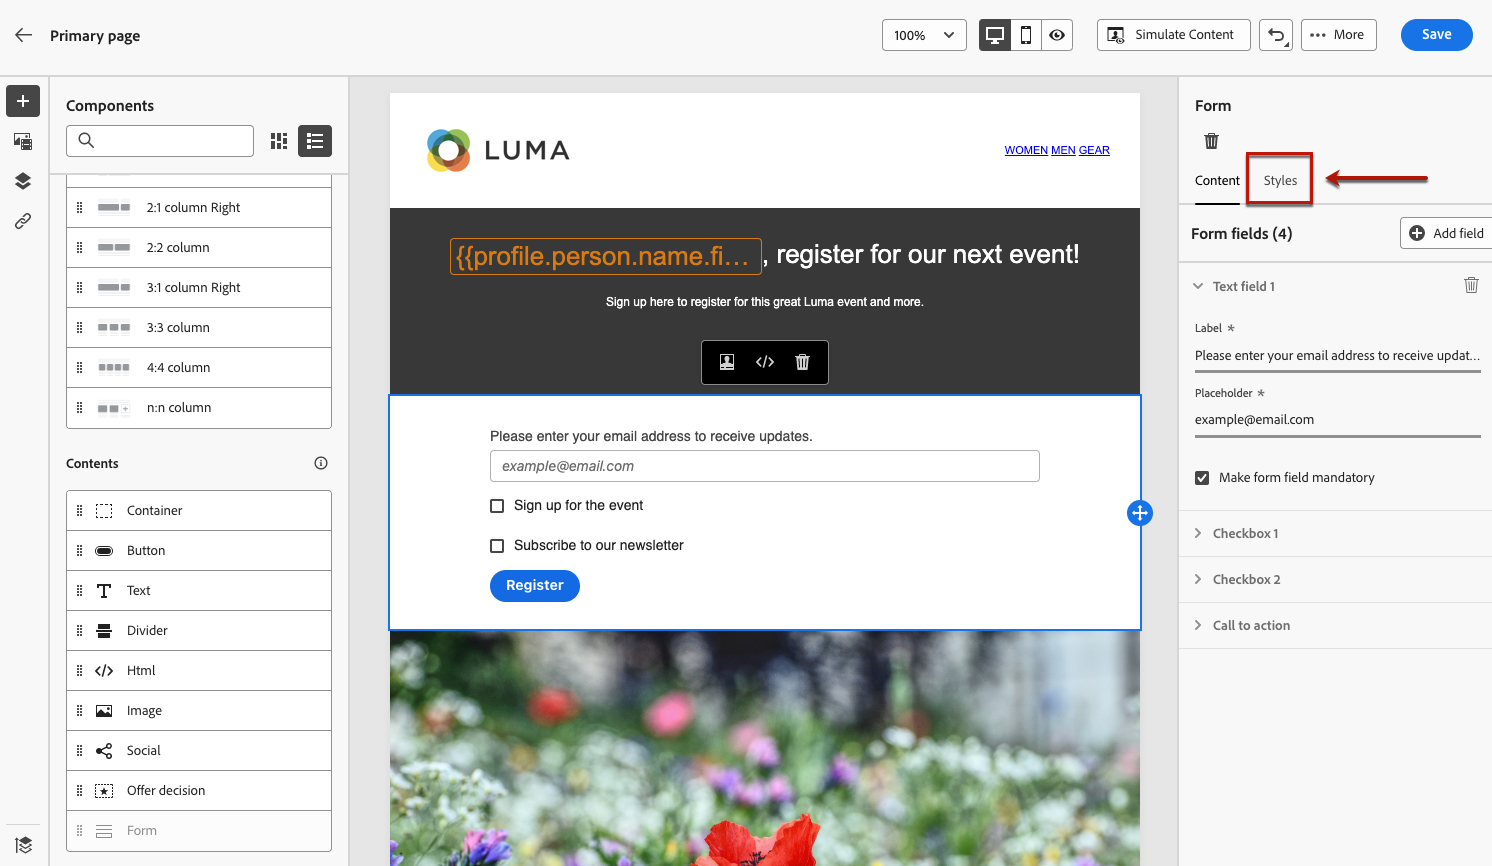 Primary page
100%
Simulate Content
More
Save
Components
2:1 column Right
2:2 column
3:1 column Right
3:3 column
4:4 column
n:n column
Contents
Container
Button
Text
Divider
Html
Image
Social
Offer decision
Form
LUMA
WOMEN MEN GEAR
{{profile.person.name.fi... , register for our next event!
Sign up here to register for this great Luma event and more.
Please enter your email address to receive updates.
example@email.com
Sign up for the event
Subscribe to our newsletter
Register
Form
Content
Styles
Form fields (4)
Add field
Text field 1
Label *
Please enter your email address to receive updat...
Placeholder *
example@email.com
Make form field mandatory
Checkbox 1
Checkbox 2
Call to action